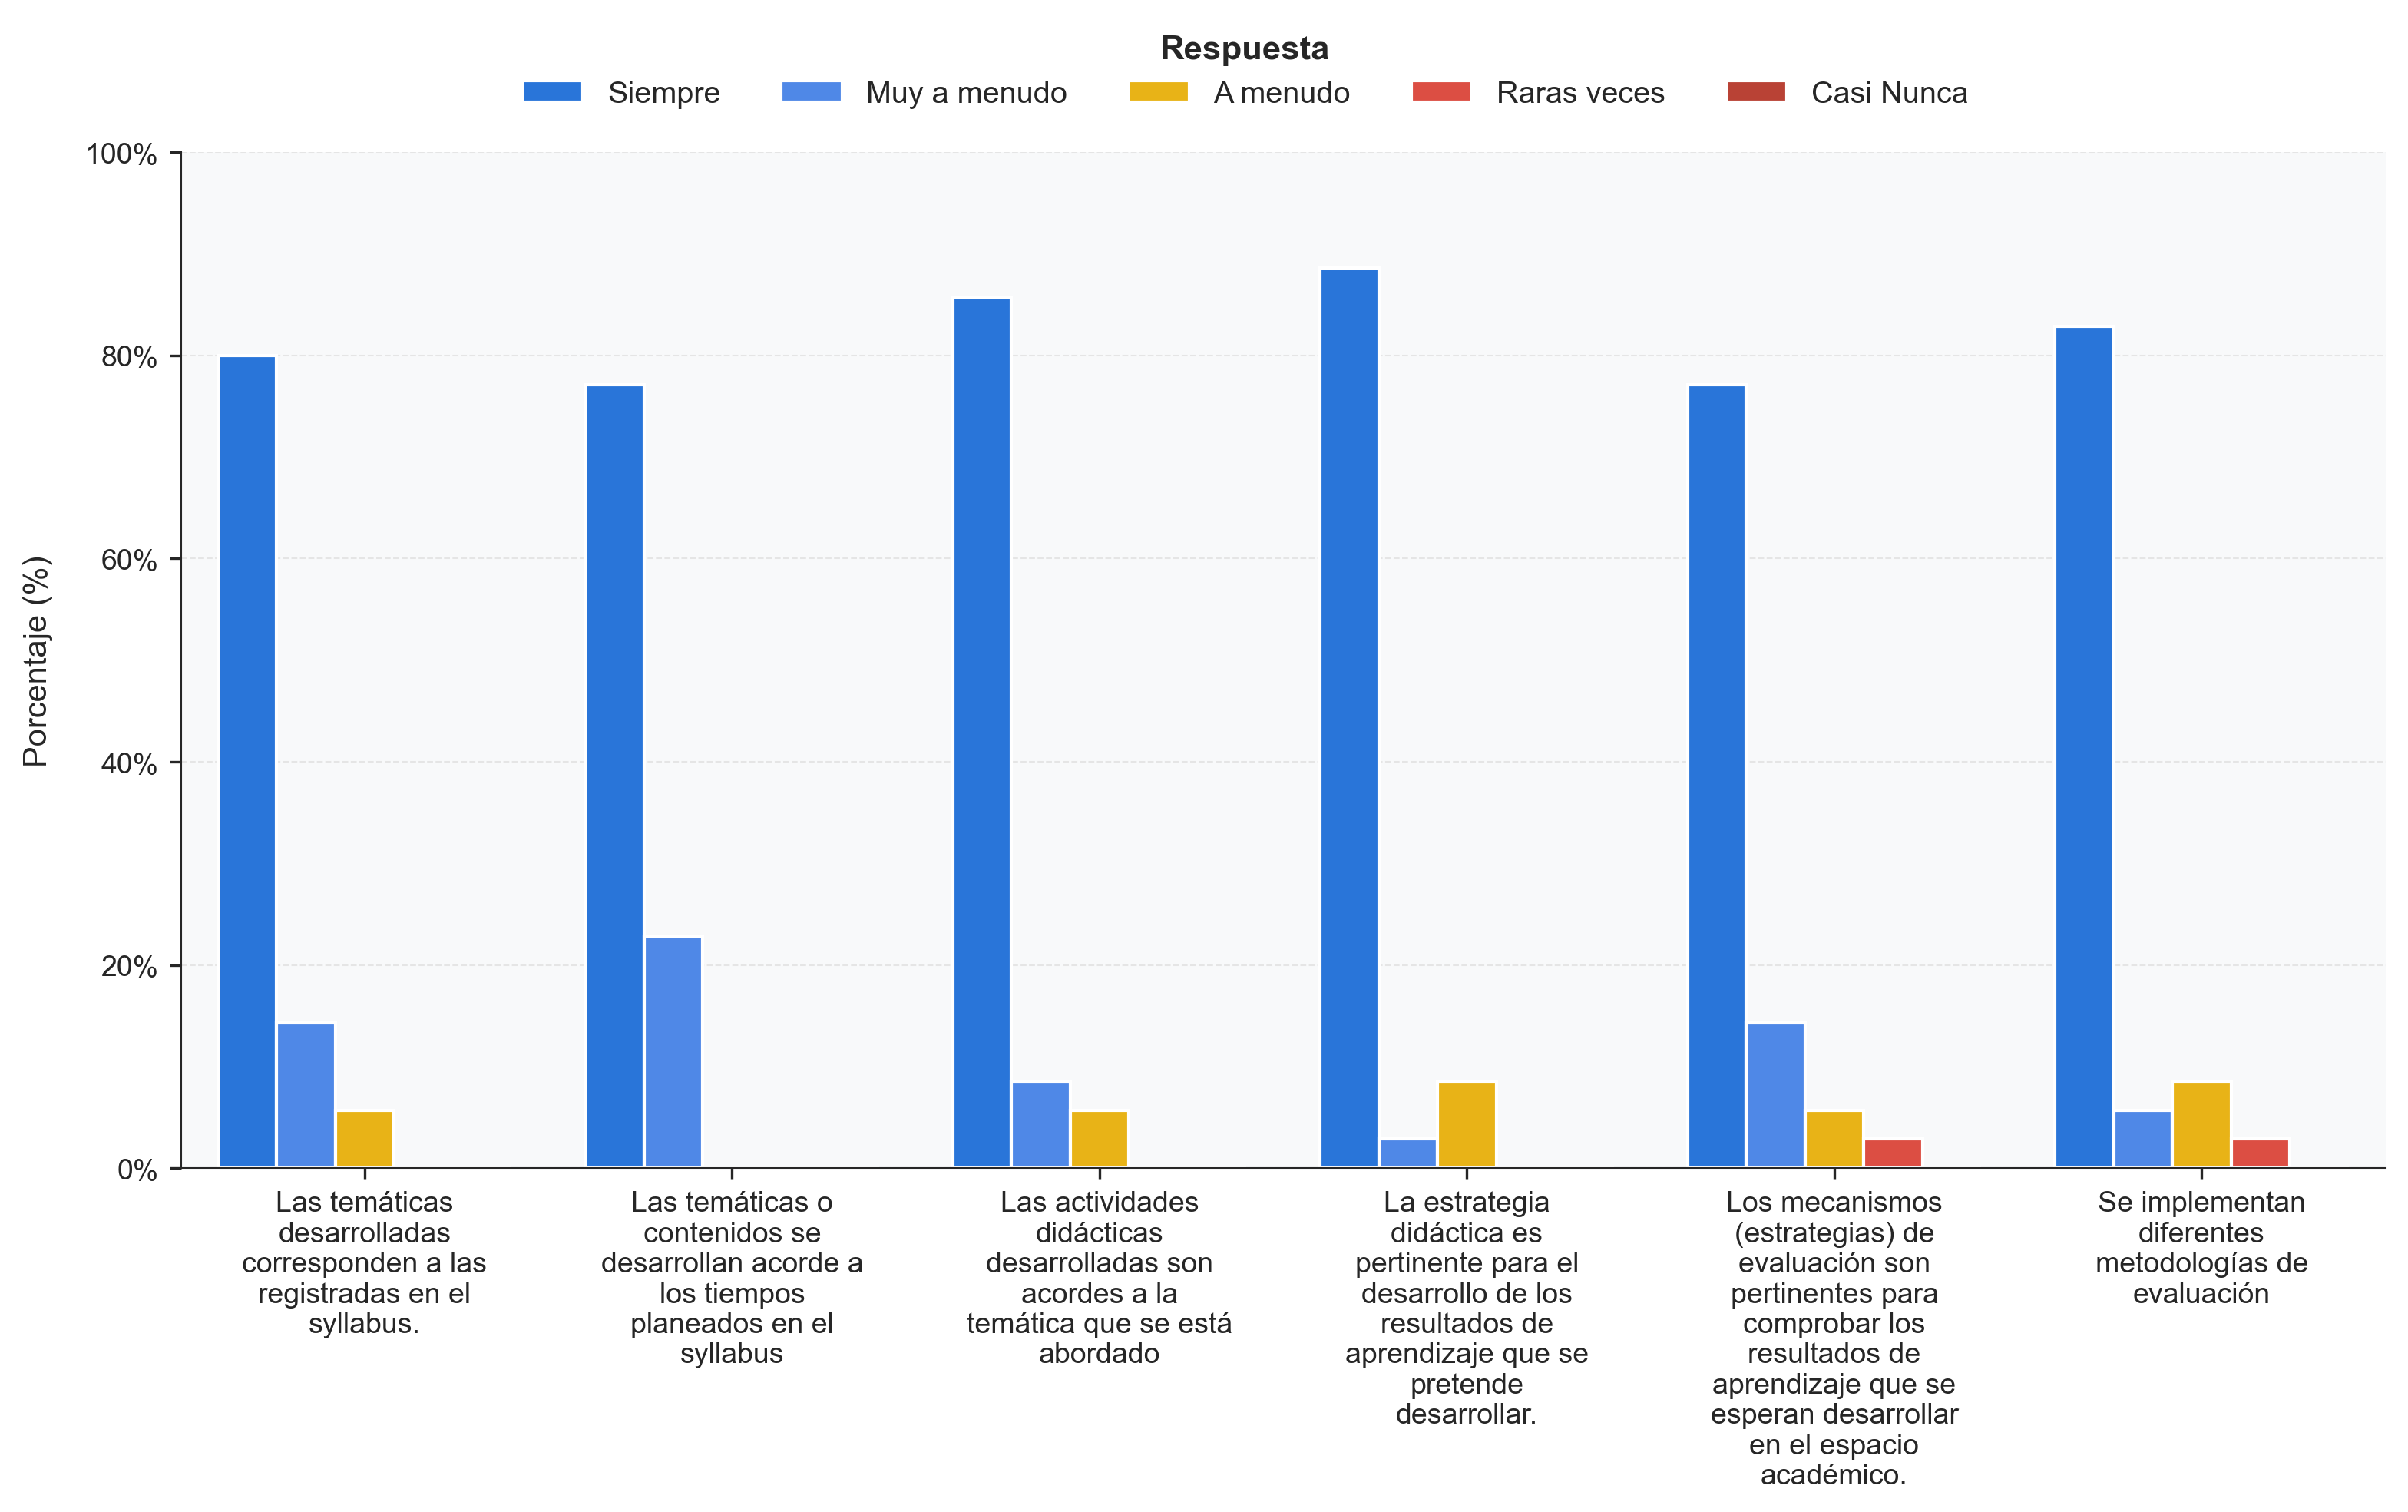 Respuesta
Siempre Muy a menudo A menudo Raras veces Casi Nunca
Porcentaje (%)
100%
80%
60%
40%
20%
0%
Las temáticas
desarrolladas
corresponden a las
registradas en el
syllabus.
Las temáticas o
contenidos se
desarrollan acorde a
los tiempos
planeados en el
syllabus
Las actividades
didácticas
desarrolladas son
acordes a la
temática que se está
abordado
La estrategia
didáctica es
pertinente para el
desarrollo de los
resultados de
aprendizaje que se
pretende
desarrollar.
Los mecanismos
(estrategias) de
evaluación son
pertinentes para
comprobar los
resultados de
aprendizaje que se
esperan desarrollar
en el espacio
académico.
Se implementan
diferentes
metodologías de
evaluación